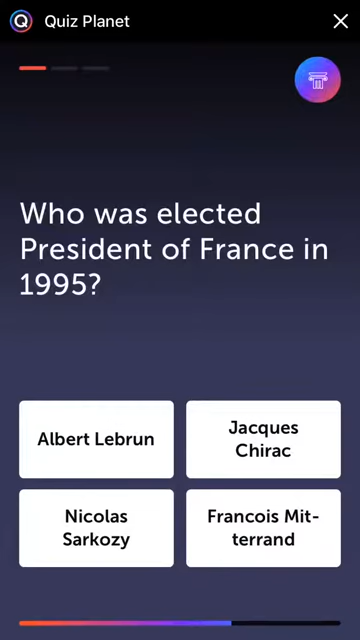 Q Quiz Planet
Who was elected
President of France in
1995?
Albert Lebrun
Jacques
Chirac
Nicolas
Sarkozy
Francois Mit-
terrand